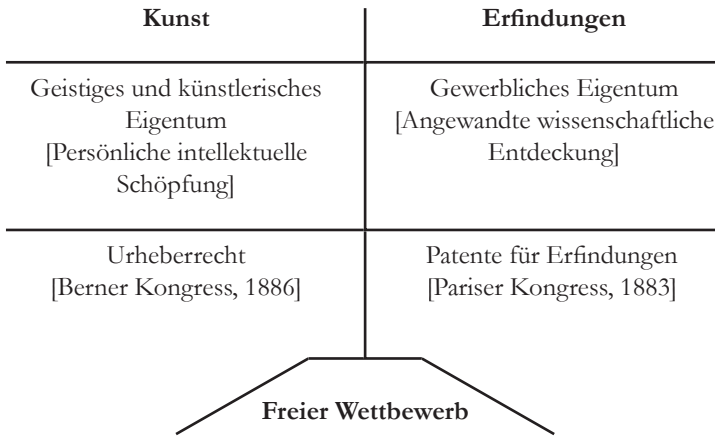 Kunst
Erfindungen
Geistiges und künstlerisches
Eigentum
[Persönliche intellektuelle
Schöpfung]
Gewerbliches Eigentum
[Angewandte wissenschaftliche
Entdeckung]
Urheberrecht
[Berner Kongress, 1886]
Patente für Erfindungen
[Pariser Kongress, 1883]
Freier Wettbewerb